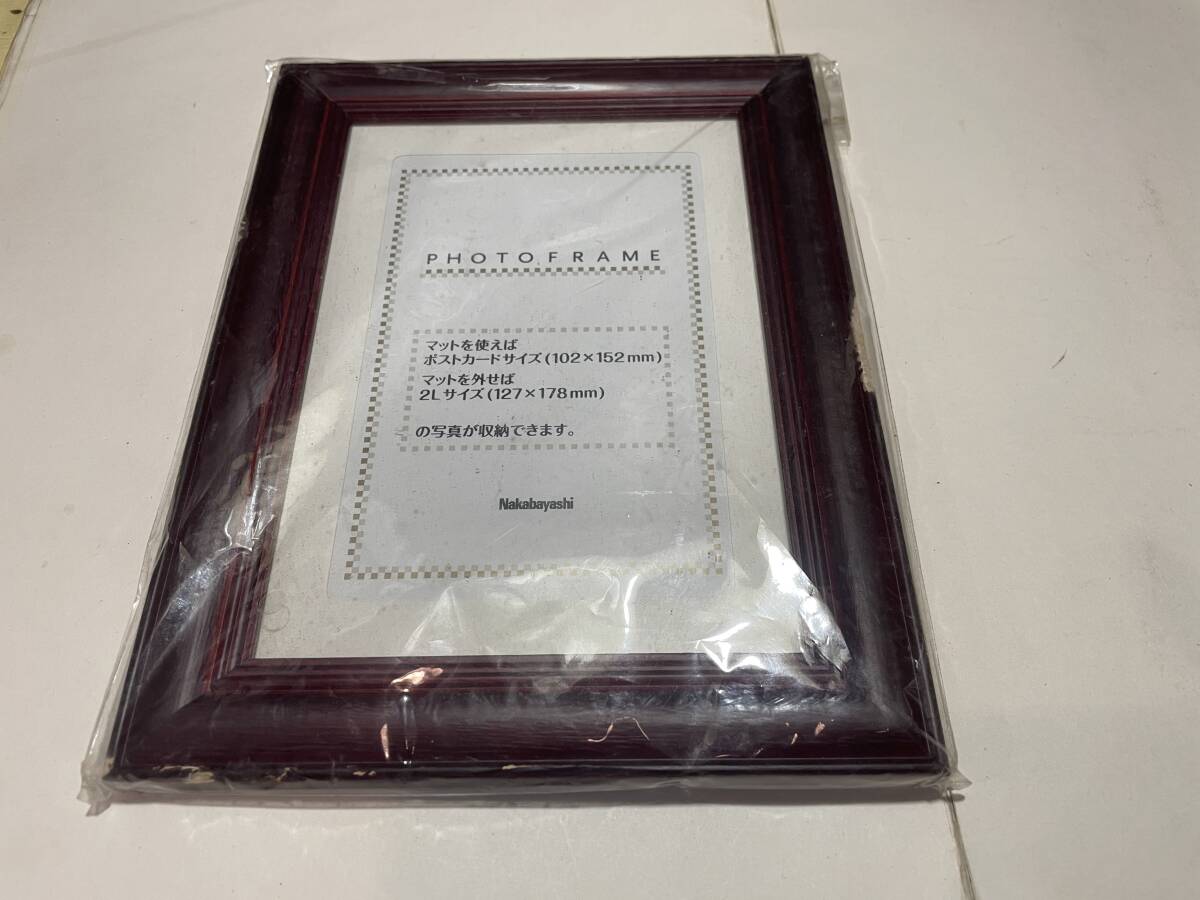 PHOTO FRAME
マットを使えば
ポストカードサイズ(102×152mm)
マットを外せば
2Lサイズ(127×178mm)
の写真が収納できます。
Nakabayashi